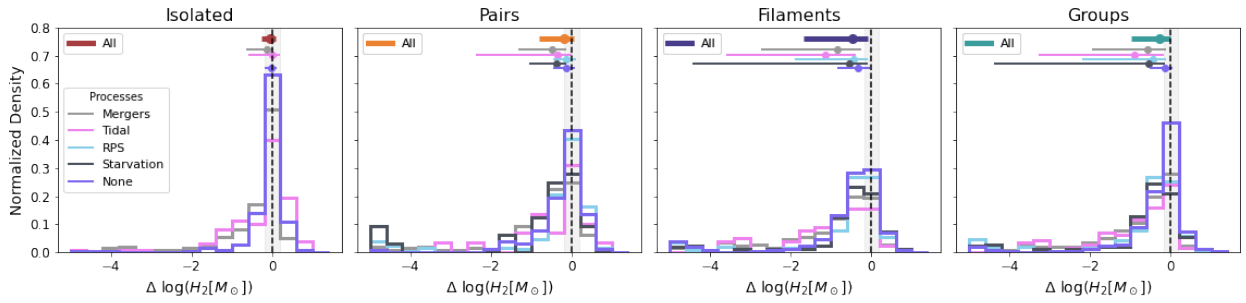 Isolated Pairs Filaments Groups
Normalized Density
0.8
0.7
0.6
0.5
0.4
0.3
0.2
0.1
0.0
All
All
All
All
Processes
Mergers
Tidal
RPS
Starvation
None
−4 −2 0
−4 −2 0
−4 −2 0
−4 −2 0
Δ log(H₂[M⊙])
Δ log(H₂[M⊙])
Δ log(H₂[M⊙])
Δ log(H₂[M⊙])